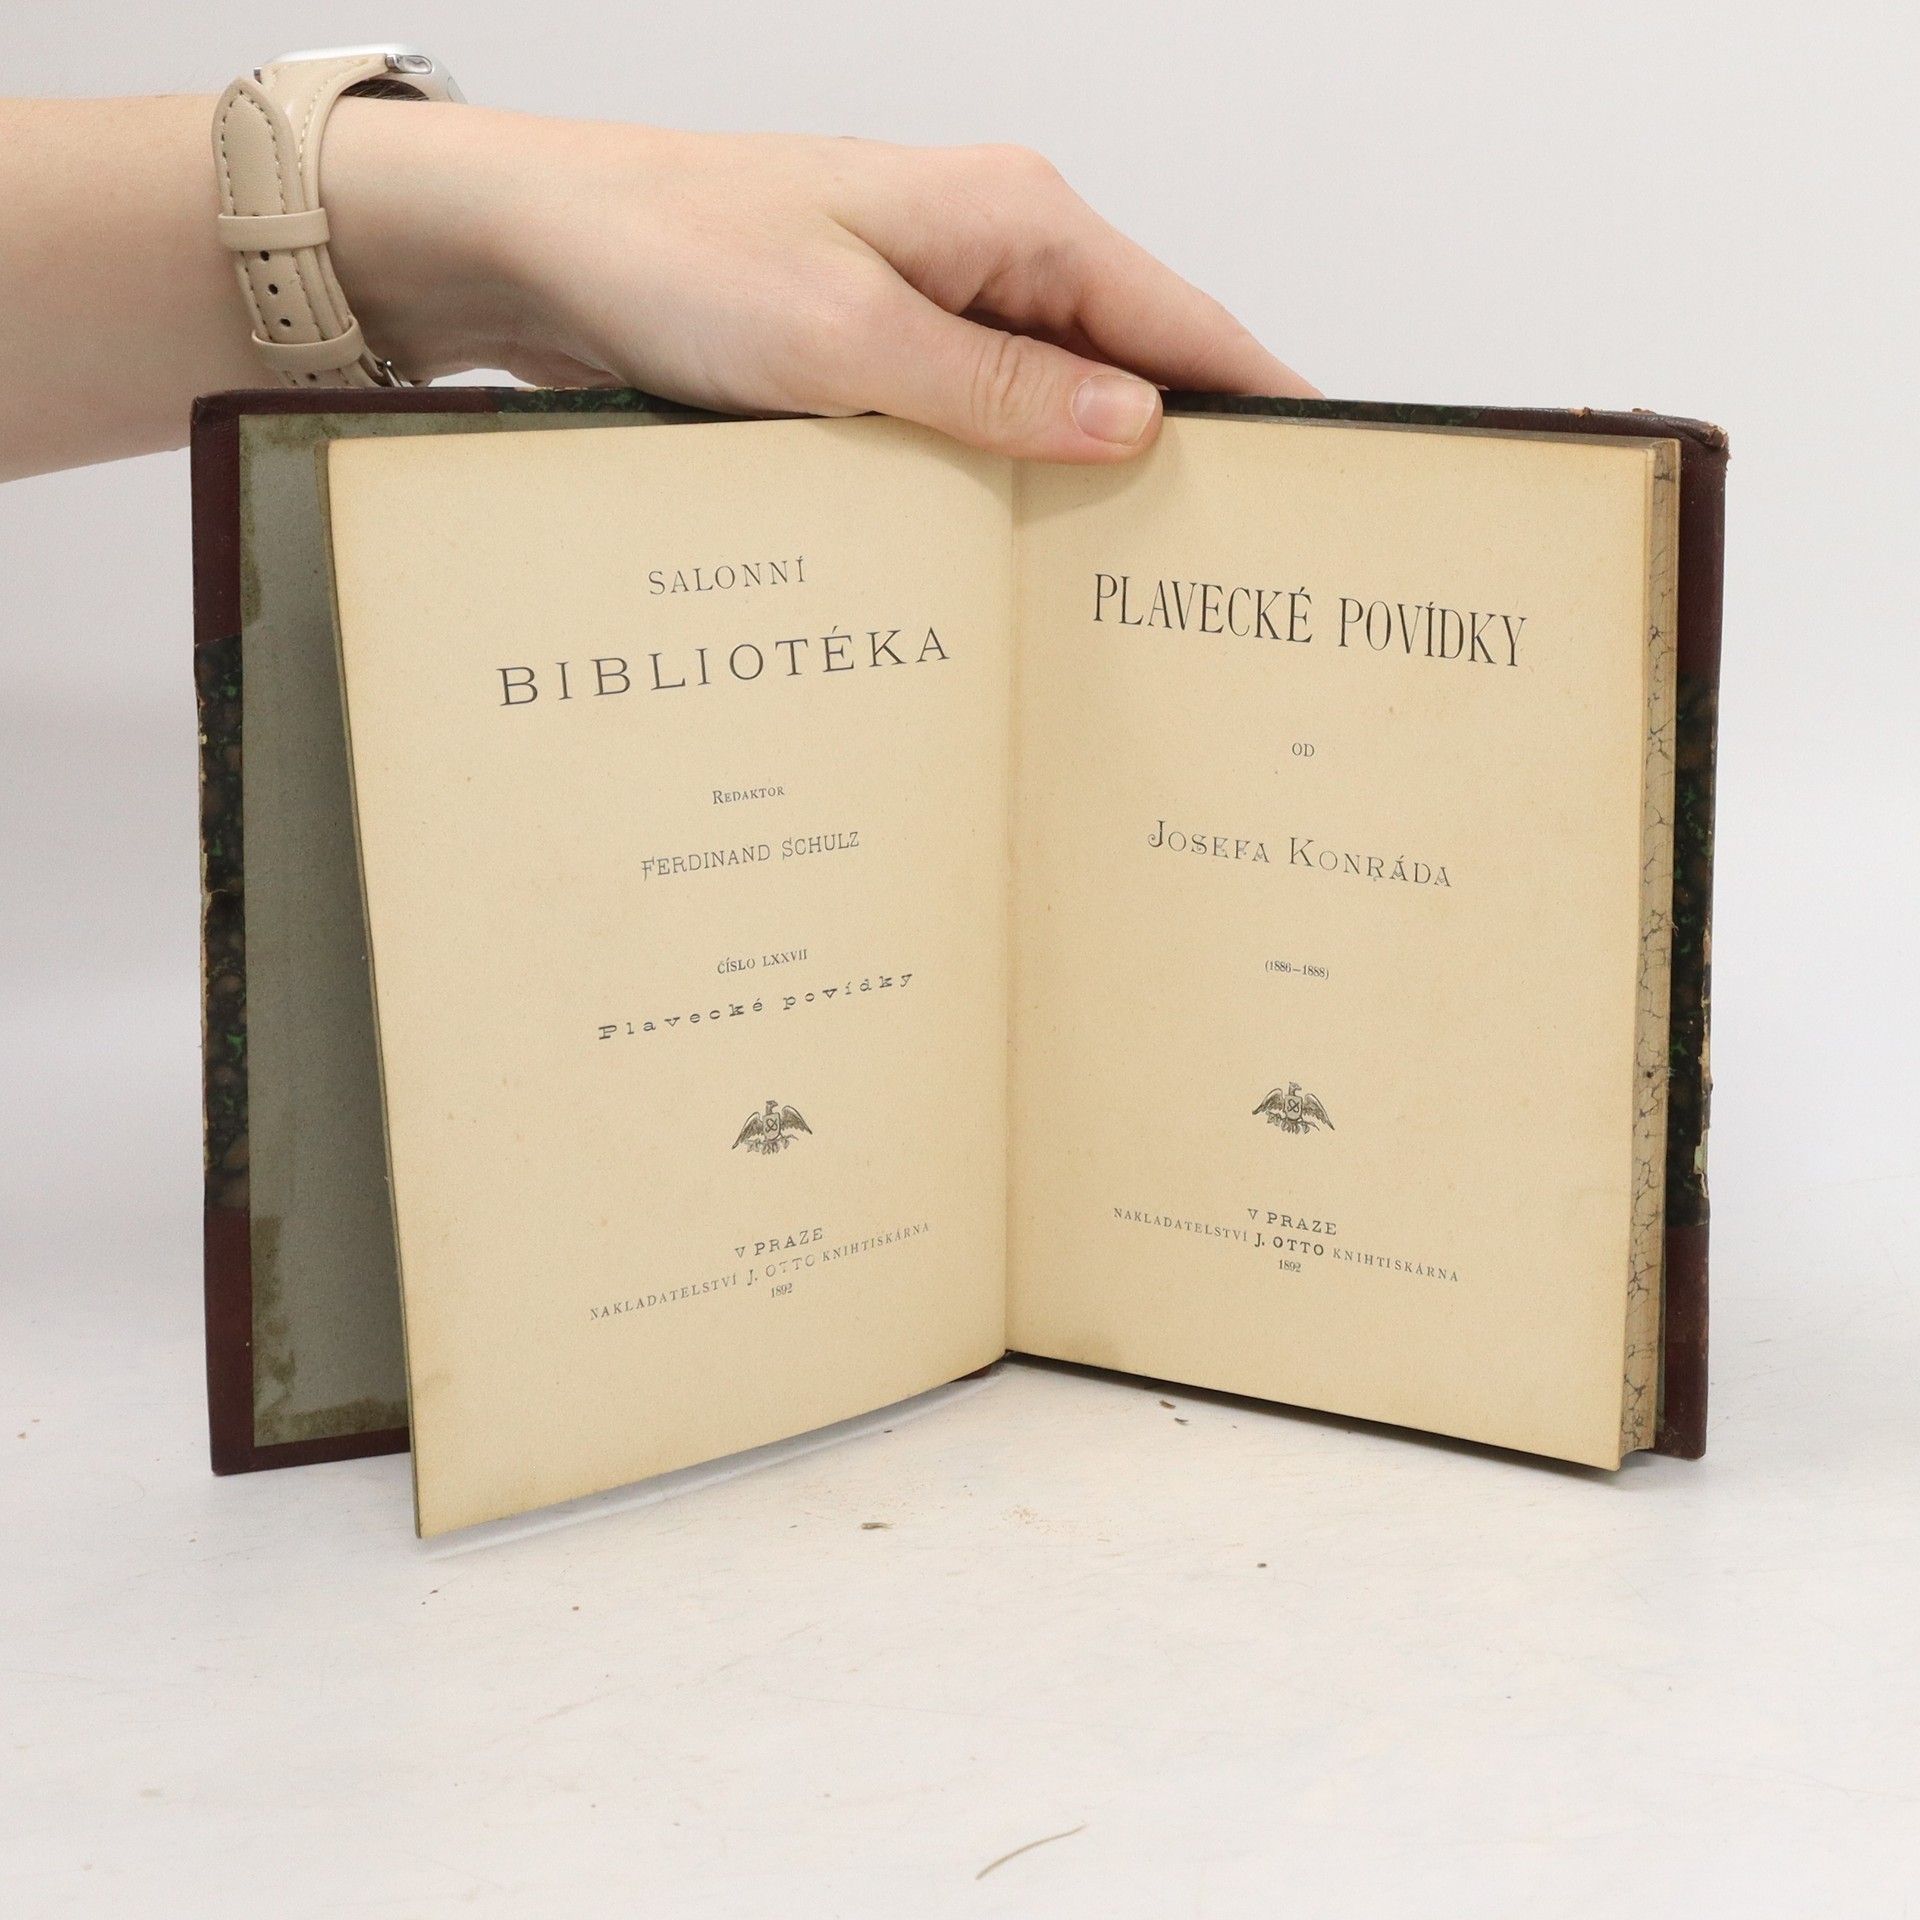 SALONNÍ
BIBLIOTÉKA
REDAKTOR
FERDINAND SCHULZ
ČÍSLO LXXVII
Plavecké povídky
V PRAZE
NAKLADATELSTVÍ J. OTTO KNIHTISKÁRNA
1892
PLAVECKÉ POVÍDKY
OD
JOSEFA KONRÁDA
(1886–1888)
V PRAZE
NAKLADATELSTVÍ J. OTTO KNIHTISKÁRNA
1892